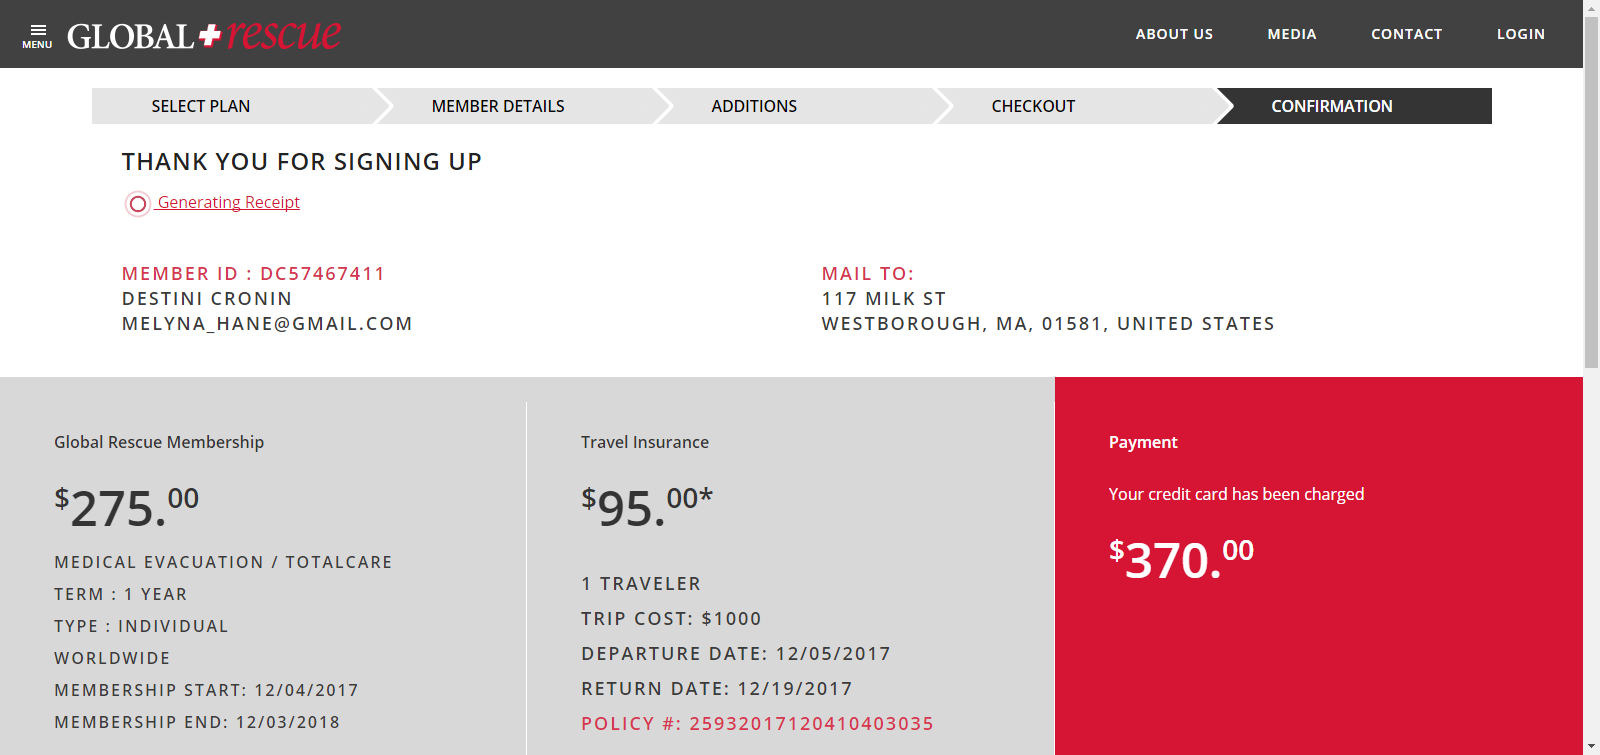 MENU
GLOBAL rescue
ABOUT US
MEDIA
CONTACT
LOGIN
SELECT PLAN
MEMBER DETAILS
ADDITIONS
CHECKOUT
CONFIRMATION
THANK YOU FOR SIGNING UP
Generating Receipt
MEMBER ID : DC57467411
DESTINI CRONIN
MELYNA_HANE@GMAIL.COM
MAIL TO:
117 MILK ST
WESTBOROUGH, MA, 01581, UNITED STATES
Global Rescue Membership
$275.00
MEDICAL EVACUATION / TOTALCARE
TERM : 1 YEAR
TYPE : INDIVIDUAL
WORLDWIDE
MEMBERSHIP START: 12/04/2017
MEMBERSHIP END: 12/03/2018
Travel Insurance
$95.00*
1 TRAVELER
TRIP COST: $1000
DEPARTURE DATE: 12/05/2017
RETURN DATE: 12/19/2017
POLICY #: 25932017120410403035
Payment
Your credit card has been charged
$370.00